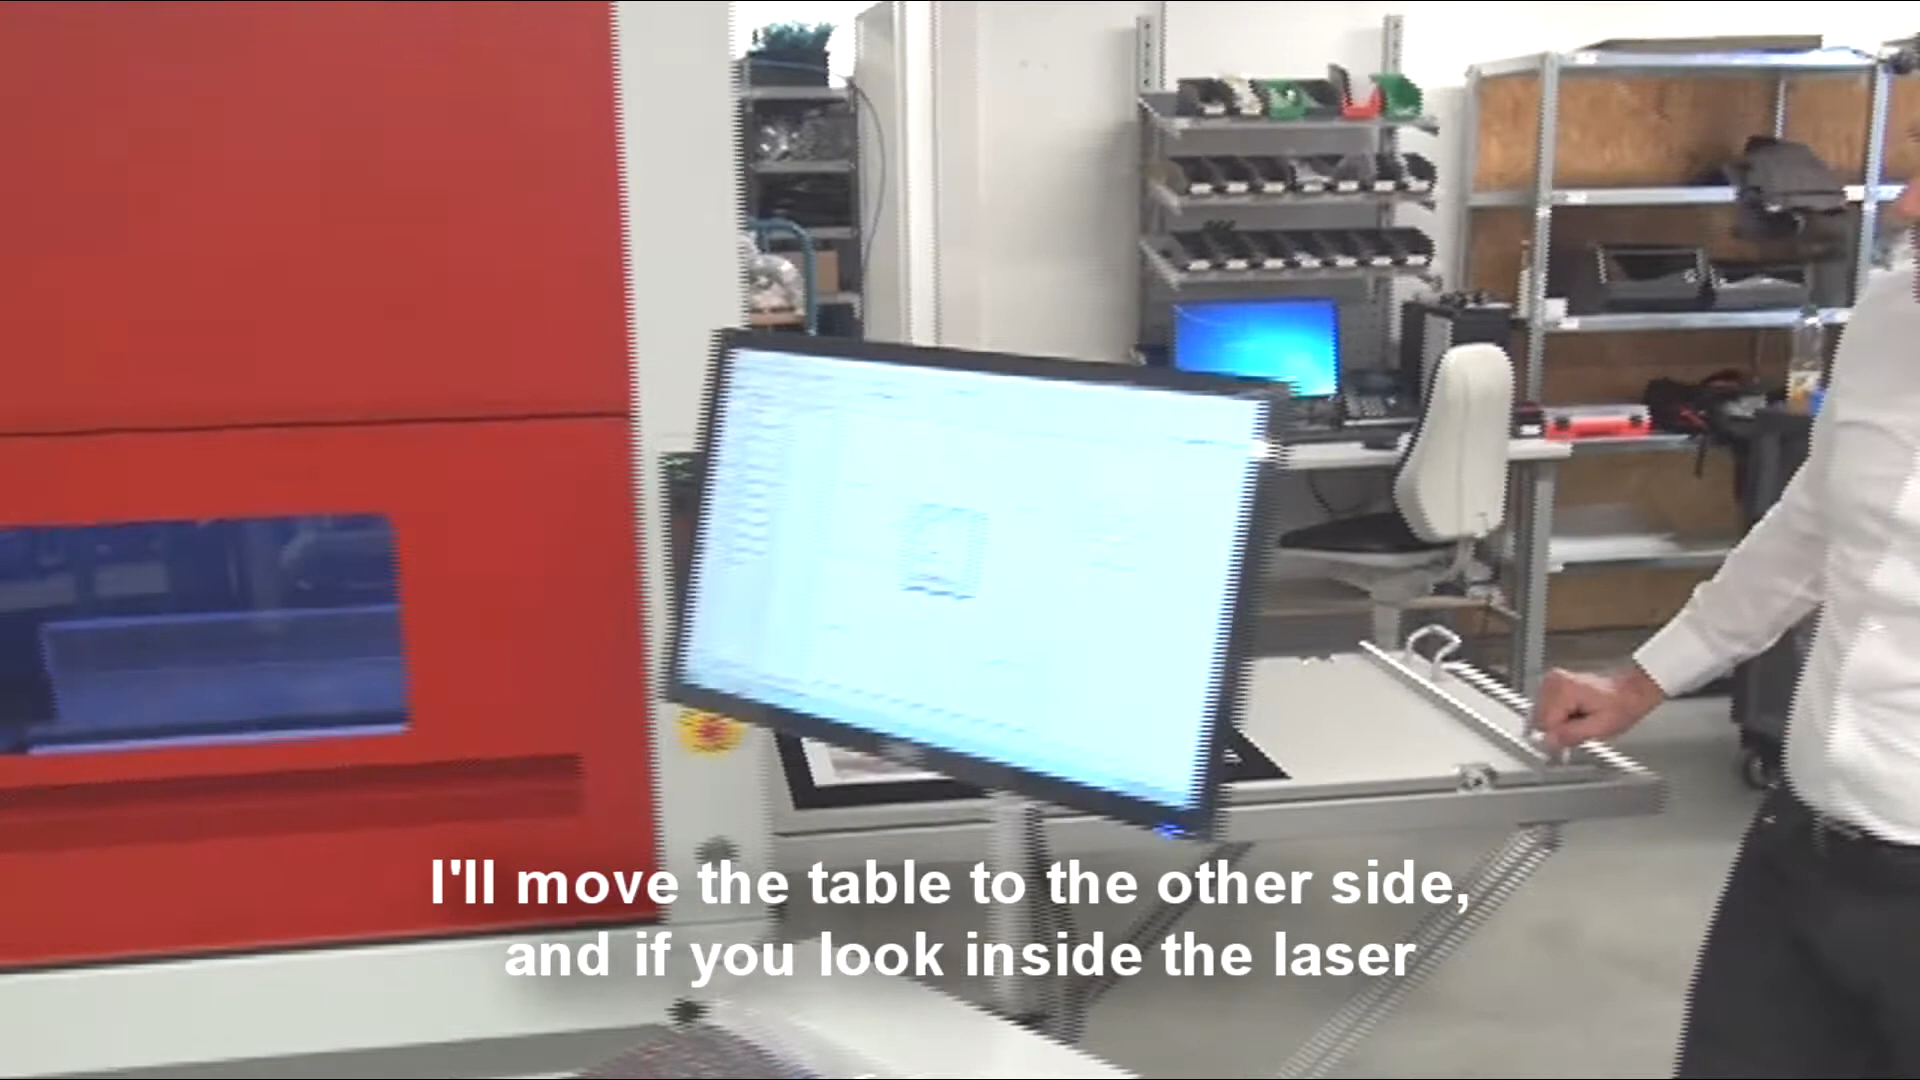 I'll move the table to the other side,
and if you look inside the laser